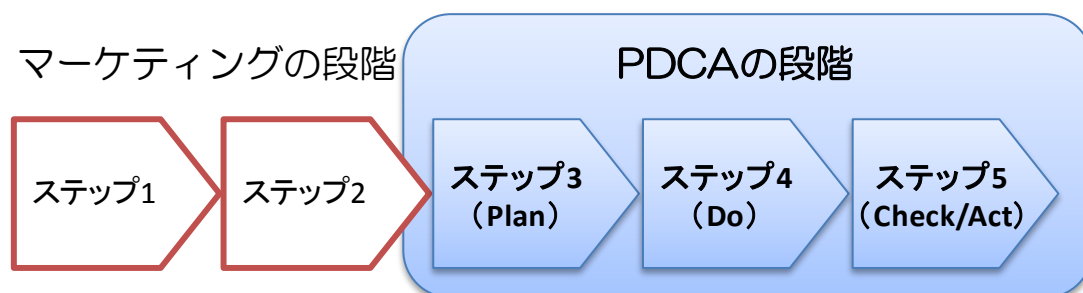 マーケティングの段階
PDCAの段階
ステップ1
ステップ2
ステップ3
（Plan）
ステップ4
（Do）
ステップ5
（Check/Act）